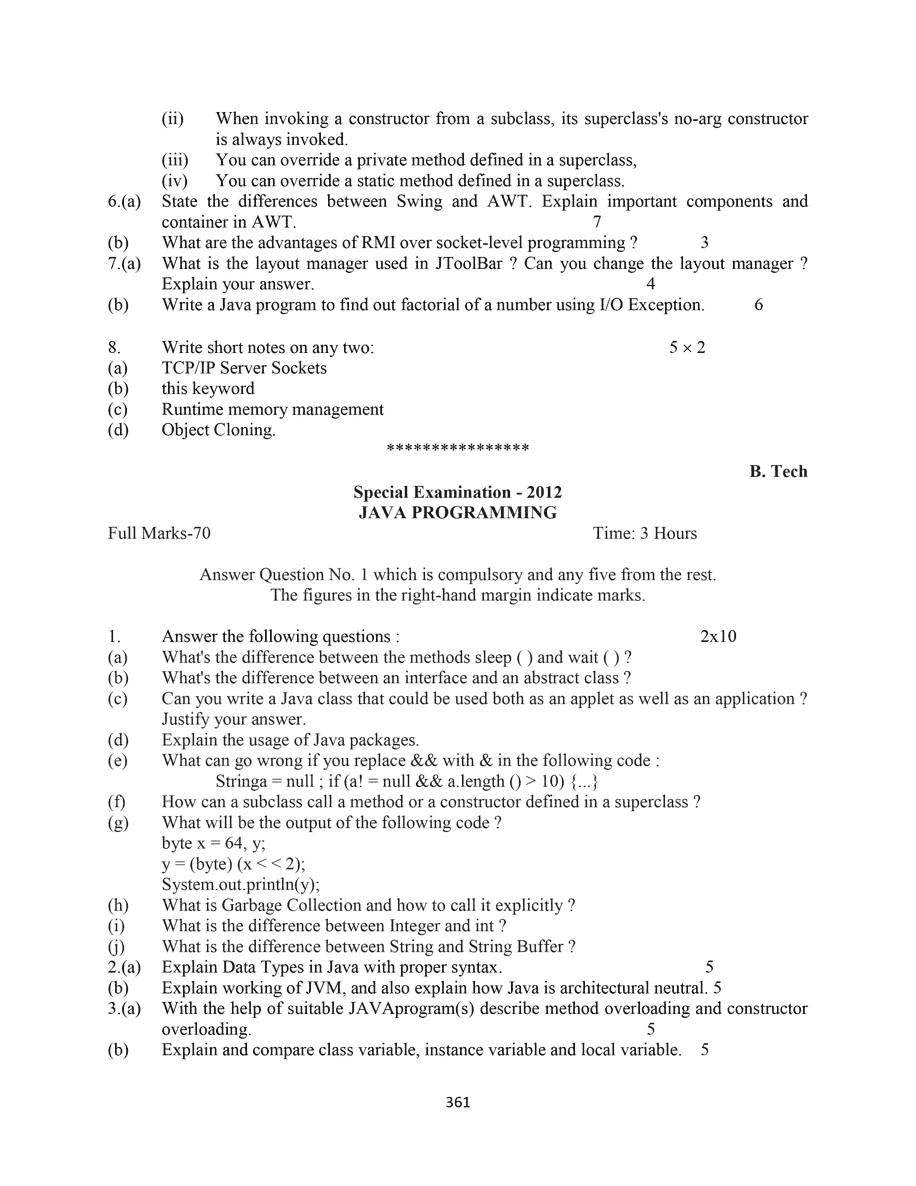 (ii) When invoking a constructor from a subclass, its superclass's no-arg constructor
is always invoked.
(iii) You can override a private method defined in a superclass,
(iv) You can override a static method defined in a superclass.
6.(a) State the differences between Swing and AWT. Explain important components and
container in AWT. 7
(b) What are the advantages of RMI over socket-level programming ? 3
7.(a) What is the layout manager used in JToolBar ? Can you change the layout manager ?
Explain your answer. 4
(b) Write a Java program to find out factorial of a number using I/O Exception. 6
8. Write short notes on any two: 5 × 2
(a) TCP/IP Server Sockets
(b) this keyword
(c) Runtime memory management
(d) Object Cloning.
****************
B. Tech
Special Examination - 2012
JAVA PROGRAMMING
Full Marks-70 Time: 3 Hours
Answer Question No. 1 which is compulsory and any five from the rest.
The figures in the right-hand margin indicate marks.
1. Answer the following questions : 2x10
(a) What's the difference between the methods sleep ( ) and wait ( ) ?
(b) What's the difference between an interface and an abstract class ?
(c) Can you write a Java class that could be used both as an applet as well as an application ?
Justify your answer.
(d) Explain the usage of Java packages.
(e) What can go wrong if you replace && with & in the following code :
Stringa = null ; if (a! = null && a.length () > 10) {...}
(f) How can a subclass call a method or a constructor defined in a superclass ?
(g) What will be the output of the following code ?
byte x = 64, y;
y = (byte) (x < < 2);
System.out.println(y);
(h) What is Garbage Collection and how to call it explicitly ?
(i) What is the difference between Integer and int ?
(j) What is the difference between String and String Buffer ?
2.(a) Explain Data Types in Java with proper syntax. 5
(b) Explain working of JVM, and also explain how Java is architectural neutral. 5
3.(a) With the help of suitable JAVAprogram(s) describe method overloading and constructor
overloading. 5
(b) Explain and compare class variable, instance variable and local variable. 5
361